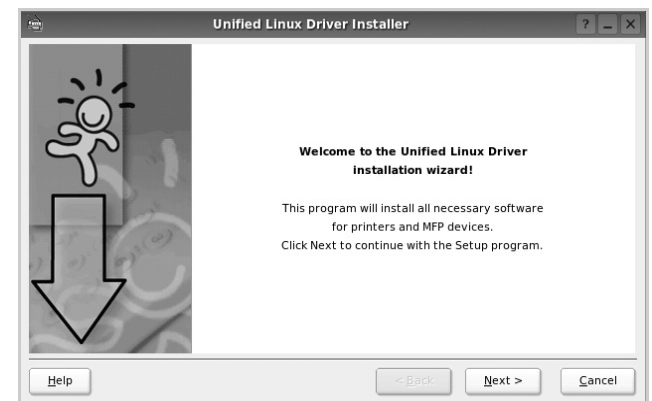 Unified Linux Driver Installer
Welcome to the Unified Linux Driver
installation wizard!
This program will install all necessary software
for printers and MFP devices.
Click Next to continue with the Setup program.
Help
< Back
Next >
Cancel